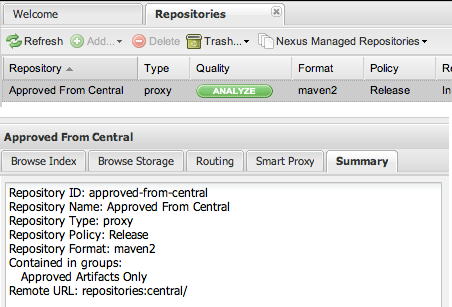 Welcome
Repositories
Refresh Add... Delete Trash... Nexus Managed Repositories
Repository Type Quality Format Policy Re
Approved From Central proxy ANALYZE maven2 Release In
Approved From Central
Browse Index Browse Storage Routing Smart Proxy Summary
Repository ID: approved-from-central
Repository Name: Approved From Central
Repository Type: proxy
Repository Policy: Release
Repository Format: maven2
Contained in groups:
Approved Artifacts Only
Remote URL: repositories:central/